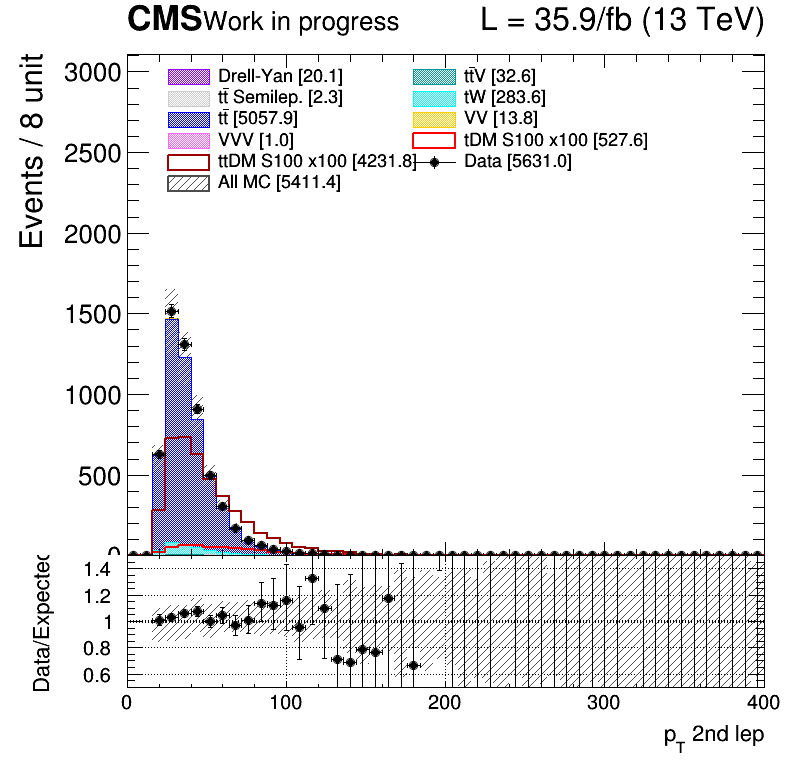 CMS Work in progress L = 35.9/fb (13 TeV)
Events / 8 unit
3000
2500
2000
1500
1000
500
0
Drell-Yan [20.1]
tt̄ Semilep. [2.3]
tt̄ [5057.9]
VVV [1.0]
ttDM S100 x100 [4231.8]
All MC [5411.4]
tt̄V [32.6]
tW [283.6]
VV [13.8]
tDM S100 x100 [527.6]
Data [5631.0]
Data/Expected
1.4
1.2
1
0.8
0.6
0 100 200 300 400
p_T 2nd lep